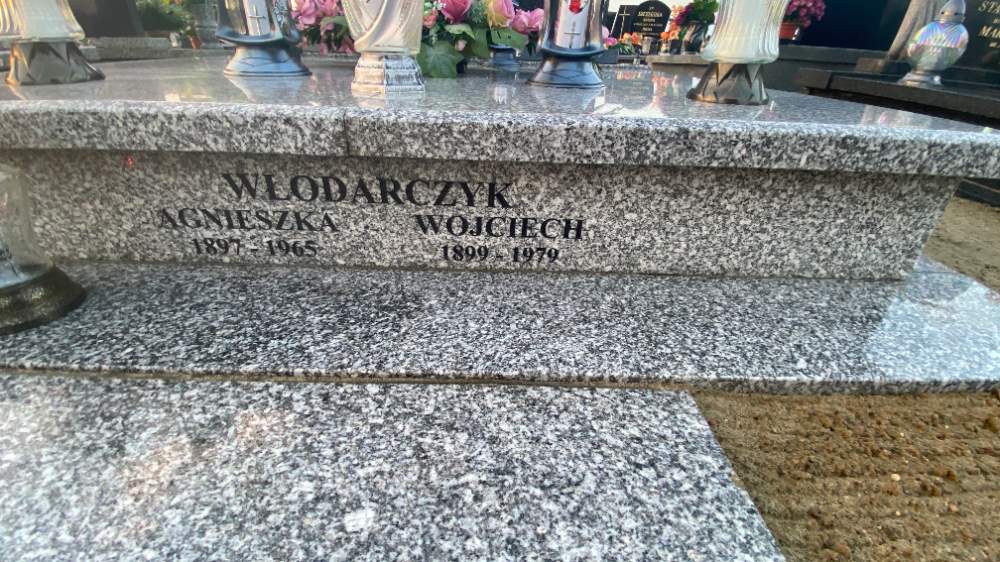 WŁODARCZYK
AGNIESZKA WOJCIECH
1897 - 1965 1899 - 1979